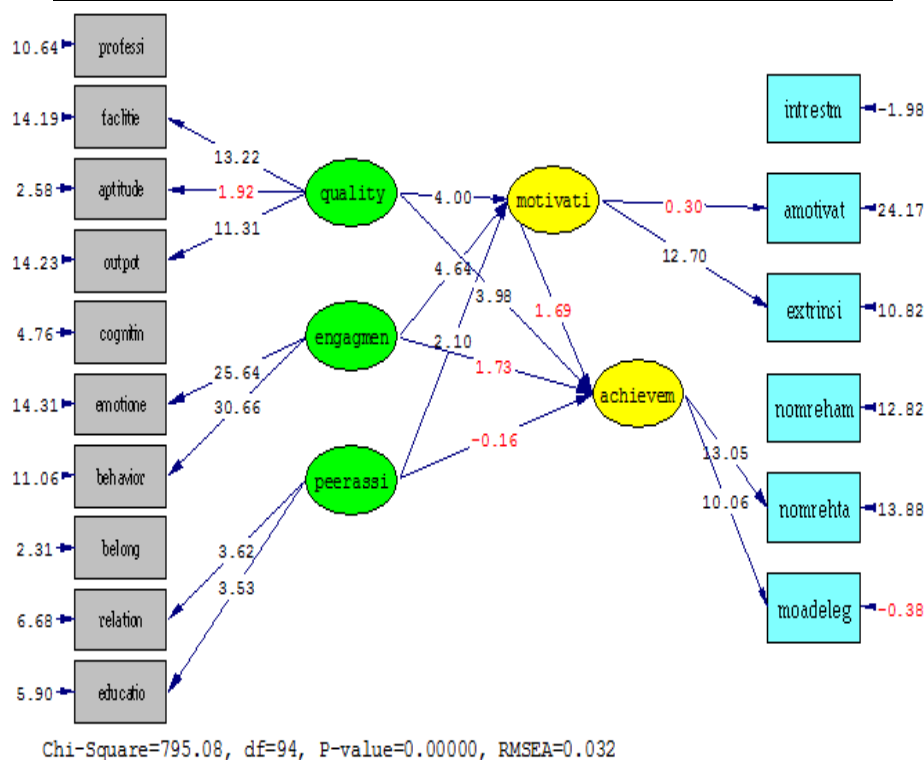 10.64 professi
14.19 facilitie
2.58 aptitude
14.23 outpot
4.76 cognitin
14.31 emotione
11.06 behavior
2.31 belong
6.68 relation
5.90 educatio
13.22
1.92
11.31
25.64
30.66
3.62
3.53
quality
engagmen
peerassi
4.00
4.64
3.98
2.10
1.73
-0.16
1.69
motivati
achievem
0.30
12.70
13.05
10.06
intrestm -1.98
amotivat 24.17
extrinsi 10.82
nomreham 12.82
nomrehta 13.88
moadeleg -0.38
Chi-Square=795.08, df=94, P-value=0.00000, RMSEA=0.032